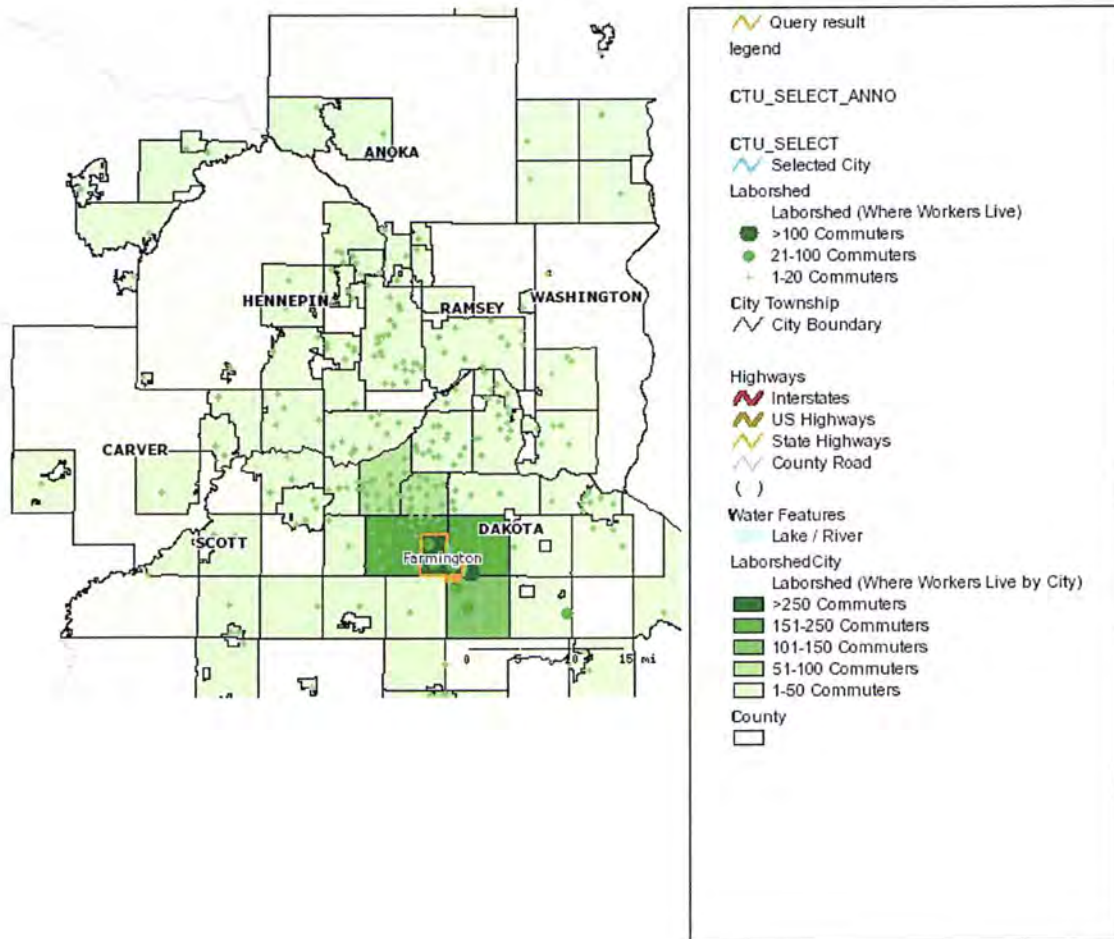 ANOKA
HENNEPIN
RAMSEY
WASHINGTON
CARVER
SCOTT
DAKOTA
Farmington
0 5 10 15 mi
Query result
legend
CTU_SELECT_ANNO
CTU_SELECT
Selected City
Laborshed
Laborshed (Where Workers Live)
>100 Commuters
21-100 Commuters
1-20 Commuters
City Township
City Boundary
Highways
Interstates
US Highways
State Highways
County Road
( )
Water Features
Lake / River
LaborshedCity
Laborshed (Where Workers Live by City)
>250 Commuters
151-250 Commuters
101-150 Commuters
51-100 Commuters
1-50 Commuters
County